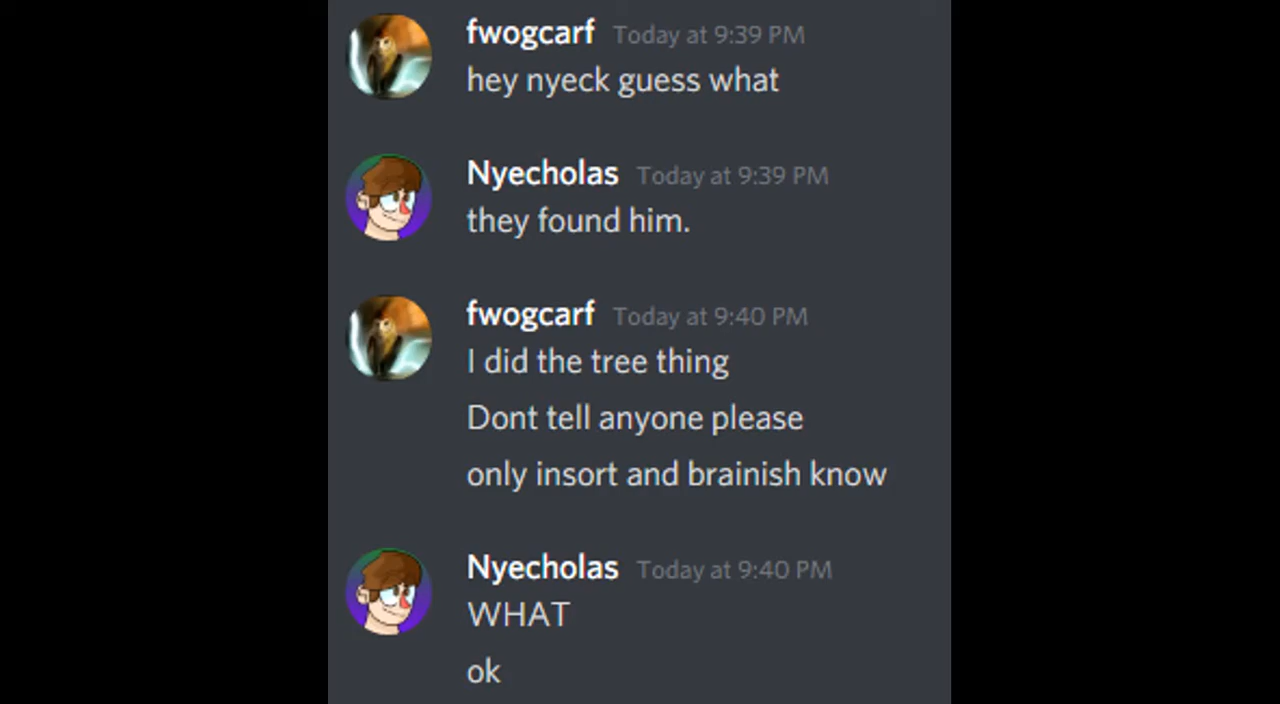 fwogcarf Today at 9:39 PM
hey nyeck guess what
Nyecholas Today at 9:39 PM
they found him.
fwogcarf Today at 9:40 PM
I did the tree thing
Dont tell anyone please
only insort and brainish know
Nyecholas Today at 9:40 PM
WHAT
ok